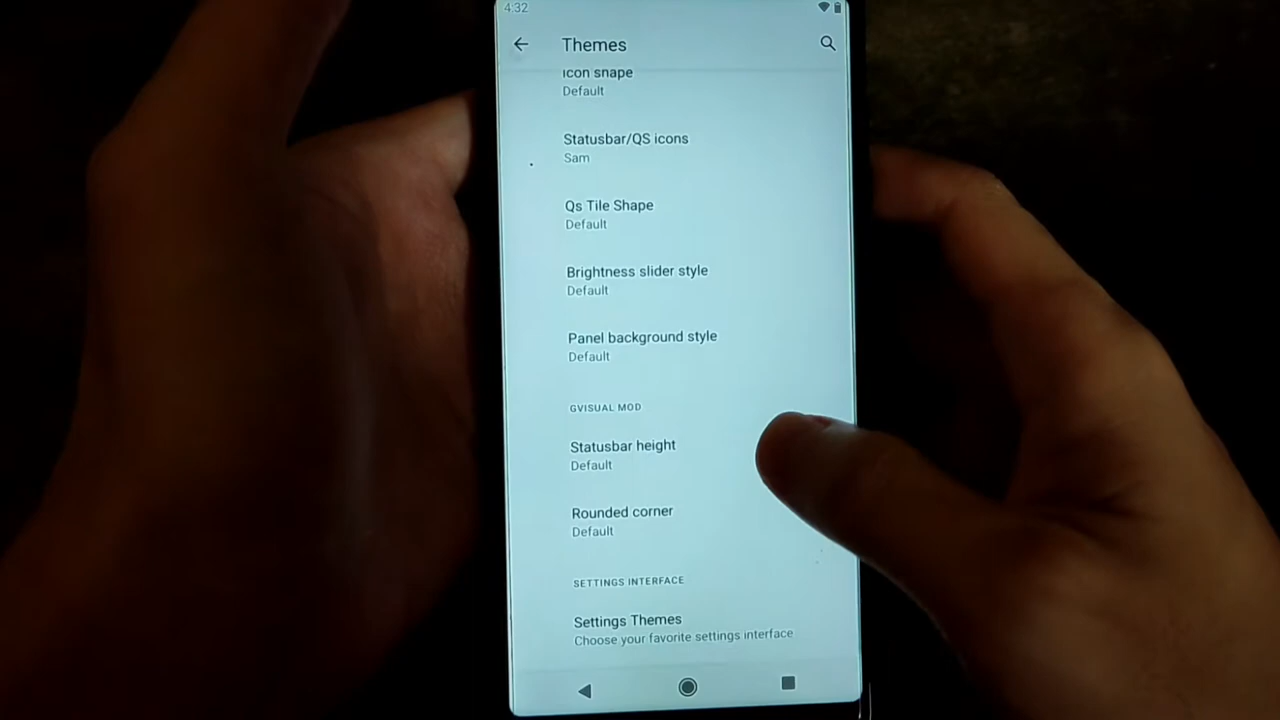 4:32
Themes
Icon shape
Default
Statusbar/QS icons
Sam
Qs Tile Shape
Default
Brightness slider style
Default
Panel background style
Default
GVISUAL MOD
Statusbar height
Default
Rounded corner
Default
SETTINGS INTERFACE
Settings Themes
Choose your favorite settings interface